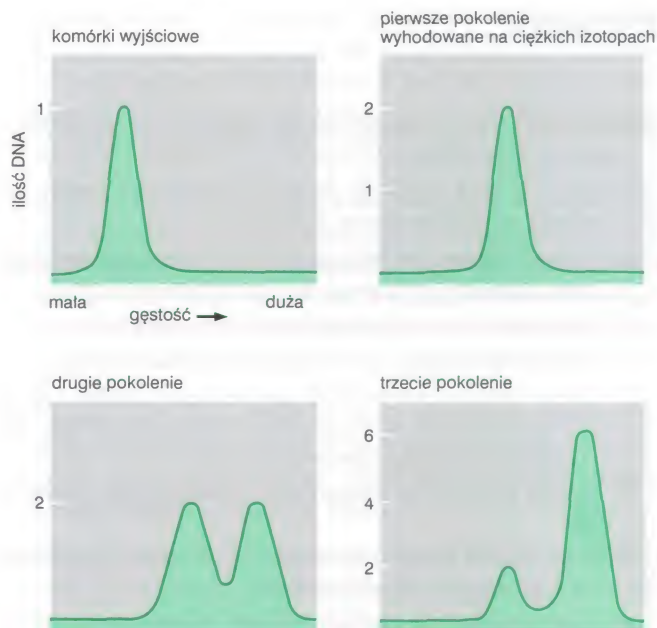 komórki wyjściowe
1
ilość DNA
mała
duża
gęstość
pierwsze pokolenie
wyhodowane na ciężkich izotopach
2
1
drugie pokolenie
2
trzecie pokolenie
6
4
2